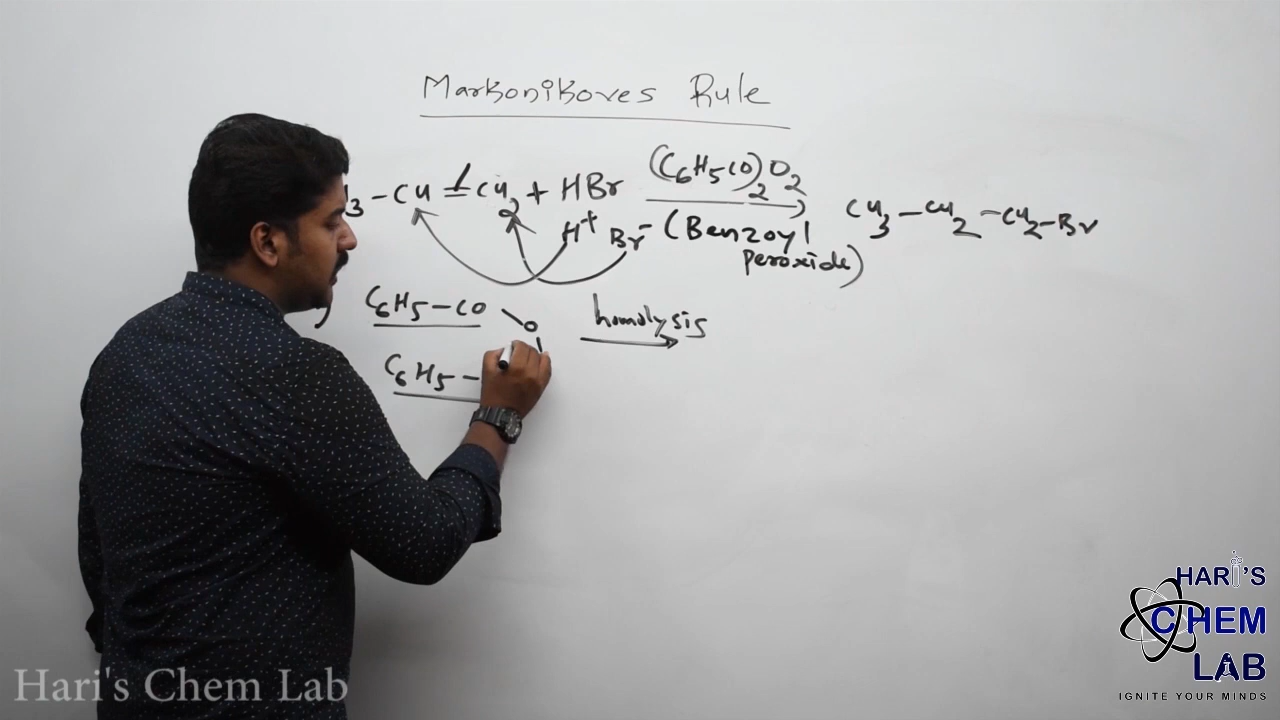 Markonikoves Rule
3 - CH = CH2 + HBr (C6H5CO)2O2 CH3 - CH2 - CH2 - Br
H+ Br- (Benzoyl
peroxide)
C6H5 - CO O homolysis
C6H5 -
HARI'S
CHEM
LAB
IGNITE YOUR MINDS
Hari's Chem Lab